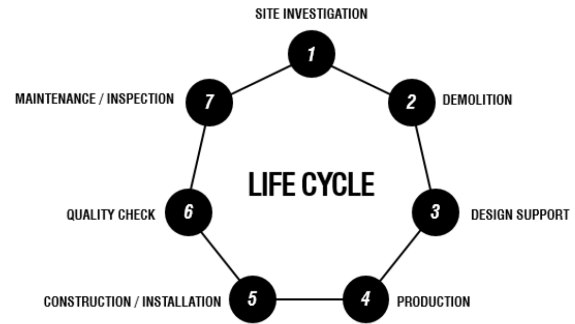 SITE INVESTIGATION
1
2
DEMOLITION
3
DESIGN SUPPORT
4
PRODUCTION
5
CONSTRUCTION / INSTALLATION
6
QUALITY CHECK
7
MAINTENANCE / INSPECTION
LIFE CYCLE